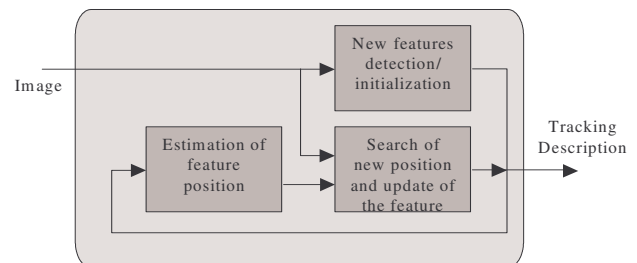 New features
detection/
initialization
Image
Estimation of
feature
position
Search of
new position
and update of
the feature
Tracking
Description